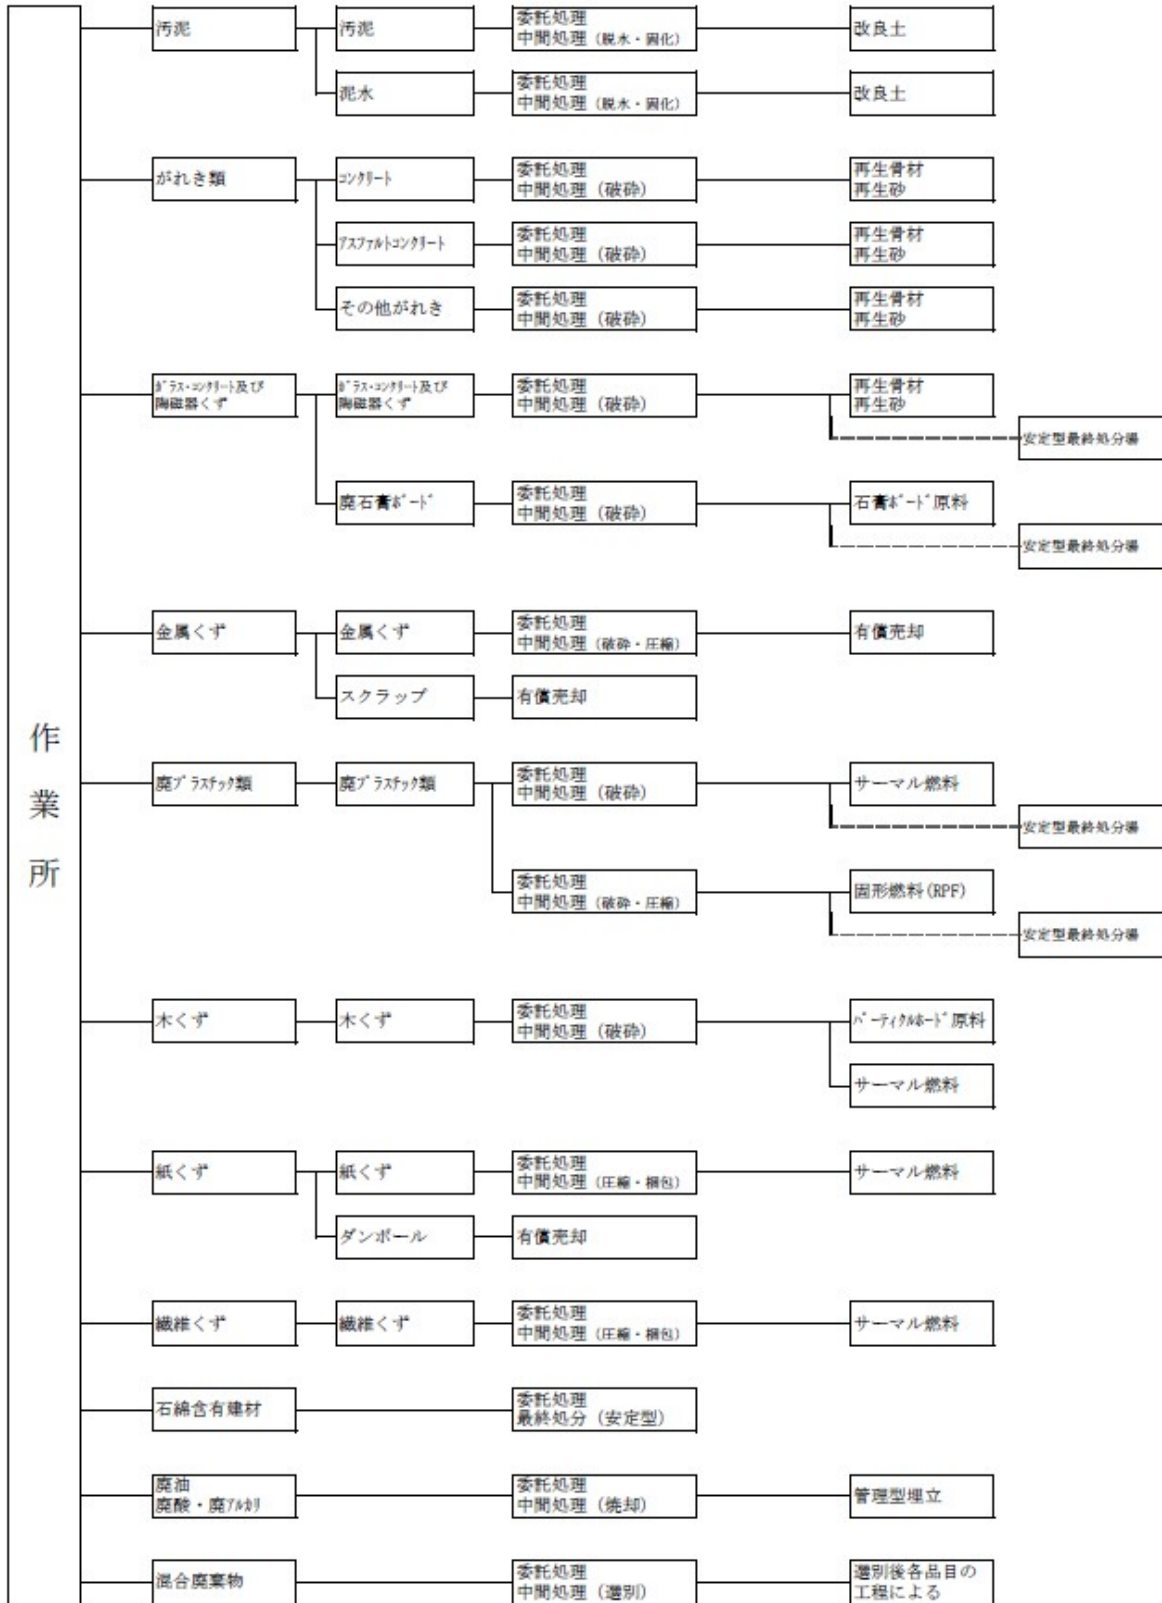 作業所
汚泥
汚泥
委託処理
中間処理（脱水・固化）
改良土
泥水
委託処理
中間処理（脱水・固化）
改良土
がれき類
ｺﾝｸﾘｰﾄ
委託処理
中間処理（破砕）
再生骨材
再生砂
ｱｽﾌｧﾙﾄｺﾝｸﾘｰﾄ
委託処理
中間処理（破砕）
再生骨材
再生砂
その他がれき
委託処理
中間処理（破砕）
再生骨材
再生砂
ｶﾞﾗｽ･ｺﾝｸﾘｰﾄ及び
陶磁器くず
ｶﾞﾗｽ･ｺﾝｸﾘｰﾄ及び
陶磁器くず
委託処理
中間処理（破砕）
再生骨材
再生砂
安定型最終処分場
廃石膏ﾎﾞｰﾄﾞ
委託処理
中間処理（破砕）
石膏ﾎﾞｰﾄﾞ原料
安定型最終処分場
金属くず
金属くず
委託処理
中間処理（破砕・圧縮）
有償売却
スクラップ
有償売却
廃ﾌﾟﾗｽﾁｯｸ類
廃ﾌﾟﾗｽﾁｯｸ類
委託処理
中間処理（破砕）
サーマル燃料
安定型最終処分場
委託処理
中間処理（破砕・圧縮）
固形燃料(RPF)
安定型最終処分場
木くず
木くず
委託処理
中間処理（破砕）
ﾊﾟｰﾃｨｸﾙﾎﾞｰﾄﾞ原料
サーマル燃料
紙くず
紙くず
委託処理
中間処理（圧縮・梱包）
サーマル燃料
ダンボール
有償売却
繊維くず
繊維くず
委託処理
中間処理（圧縮・梱包）
サーマル燃料
石綿含有建材
委託処理
最終処分（安定型）
廃油
廃酸・廃ｱﾙｶﾘ
委託処理
中間処理（焼却）
管理型埋立
混合廃棄物
委託処理
中間処理（選別）
選別後各品目の
工程による